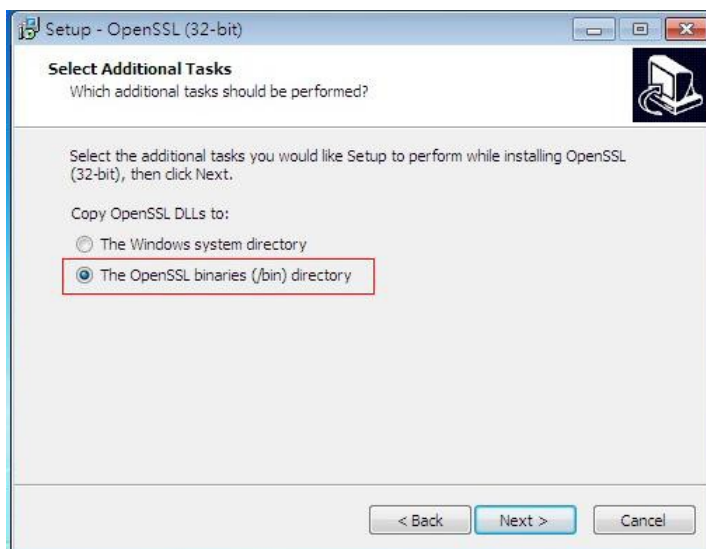 Setup - OpenSSL (32-bit)
Select Additional Tasks
Which additional tasks should be performed?
Select the additional tasks you would like Setup to perform while installing OpenSSL
(32-bit), then click Next.
Copy OpenSSL DLLs to:
The Windows system directory
The OpenSSL binaries (/bin) directory
< Back
Next >
Cancel